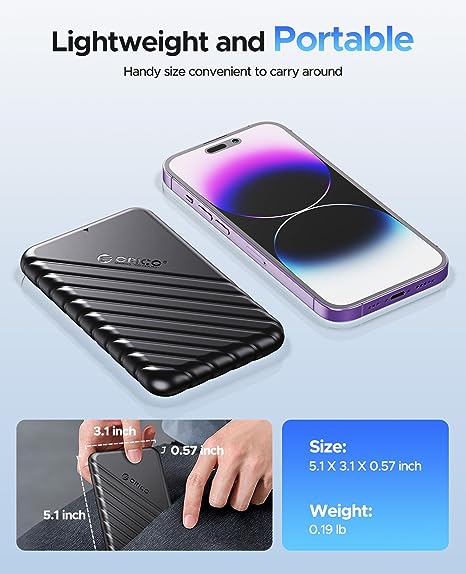 Lightweight and Portable
Handy size convenient to carry around
ORICO
3.1 inch
0.57 inch
5.1 inch
ORICO
Size:
5.1 X 3.1 X 0.57 inch
Weight:
0.19 lb